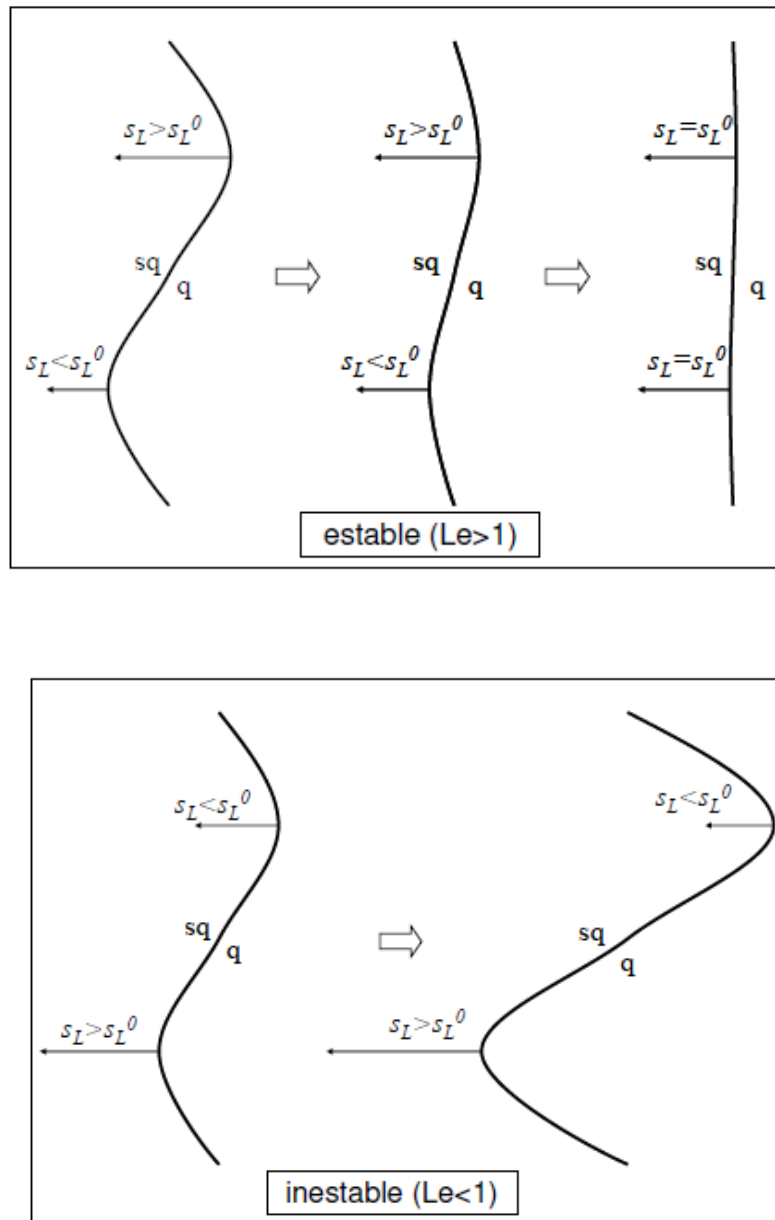 s_L>s_L^0 s_L>s_L^0 s_L=s_L^0
sq q sq q sq q
s_L<s_L^0 s_L<s_L^0 s_L=s_L^0
estable (Le>1)
s_L<s_L^0 s_L<s_L^0
sq q sq q
s_L>s_L^0 s_L>s_L^0
inestable (Le<1)